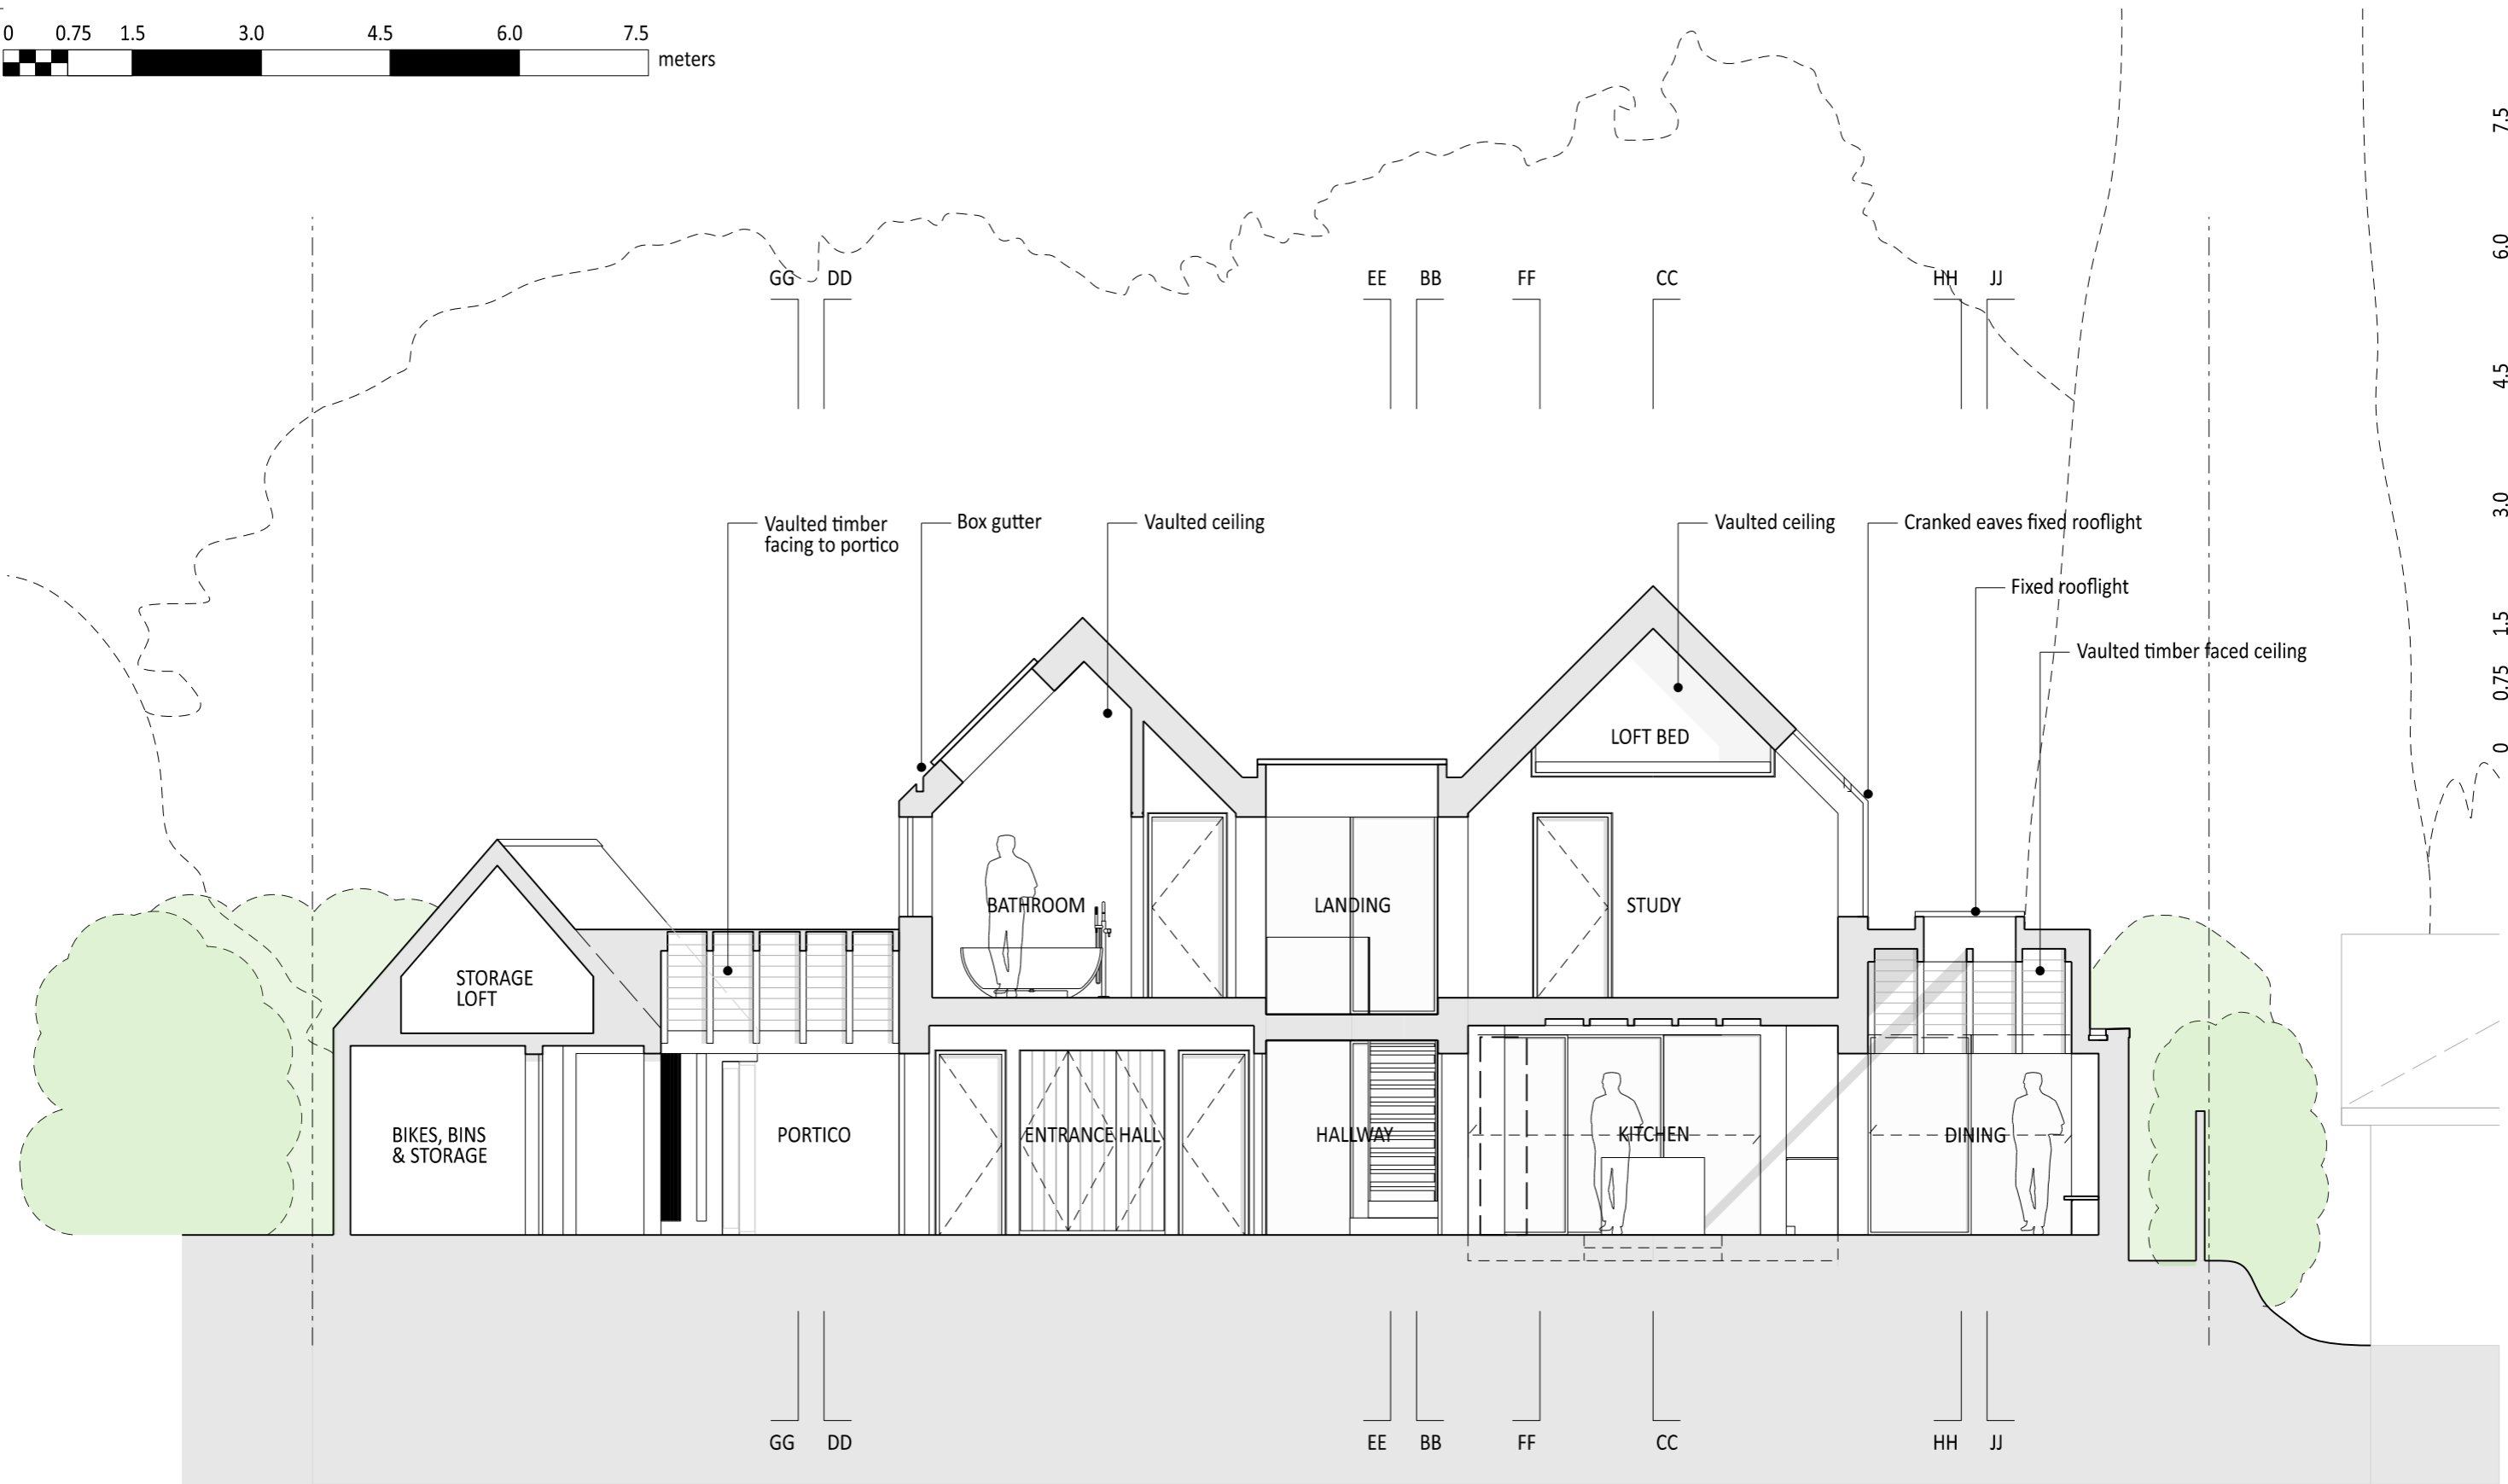 0 0.75 1.5 3.0 4.5 6.0 7.5
meters
7.5
6.0
4.5
3.0
1.5
0.75
0
GG DD EE BB FF CC HH JJ
Vaulted timber
facing to portico
Box gutter
Vaulted ceiling
Vaulted ceiling
Cranked eaves fixed rooflight
Fixed rooflight
Vaulted timber faced ceiling
LOFT BED
BATHROOM
LANDING
STUDY
STORAGE
LOFT
BIKES, BINS
& STORAGE
PORTICO
ENTRANCE HALL
HALLWAY
KITCHEN
DINING
GG DD EE BB FF CC HH JJ